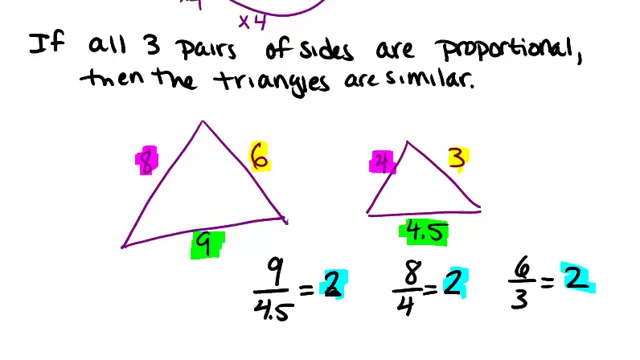 x4
If all 3 pairs of sides are proportional,
then the triangles are similar.
8 6 4 3
9 4.5
9/4.5 = 2 8/4 = 2 6/3 = 2